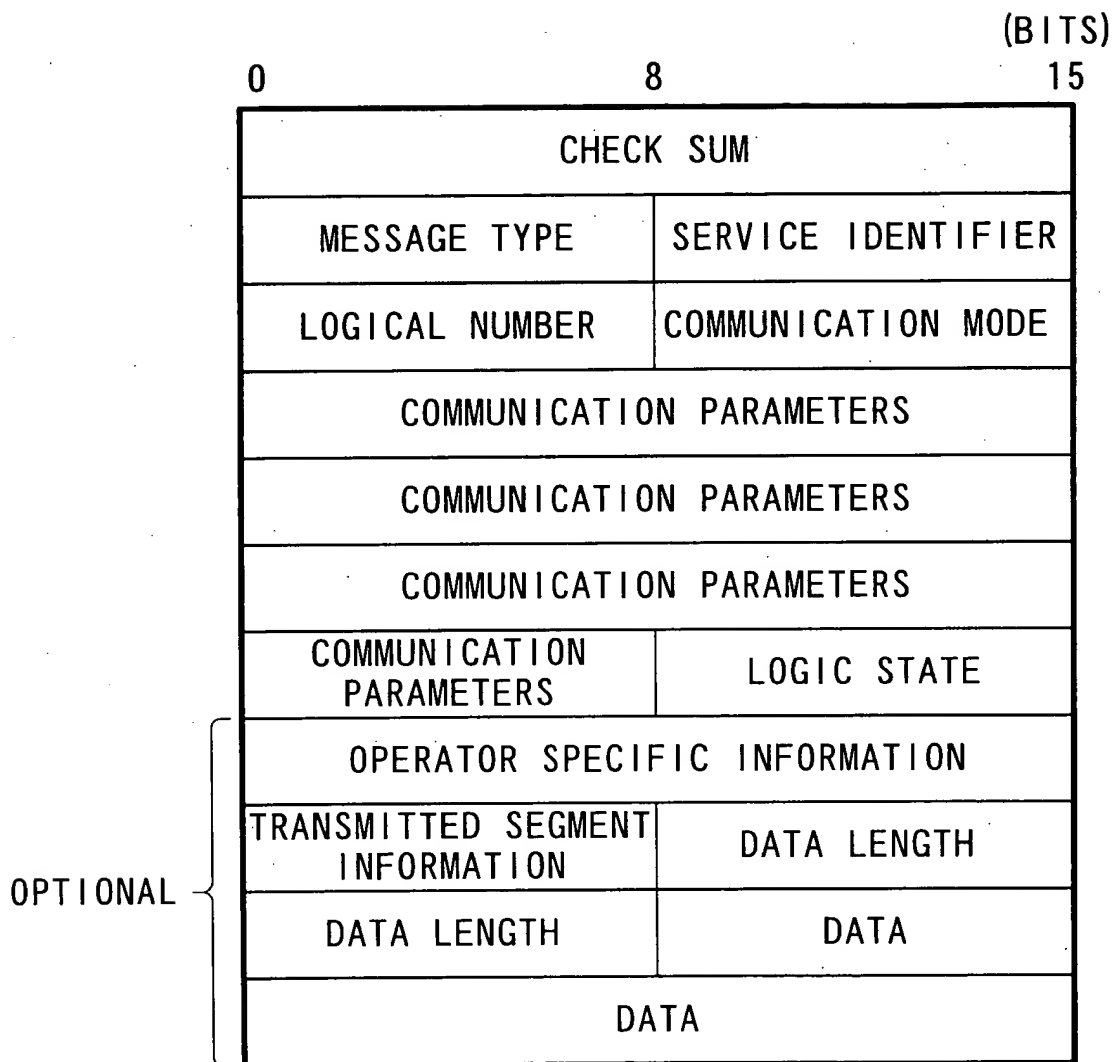 (BITS)
0 8 15
CHECK SUM
MESSAGE TYPE SERVICE IDENTIFIER
LOGICAL NUMBER COMMUNICATION MODE
COMMUNICATION PARAMETERS
COMMUNICATION PARAMETERS
COMMUNICATION PARAMETERS
COMMUNICATION
PARAMETERS
LOGIC STATE
OPERATOR SPECIFIC INFORMATION
TRANSMITTED SEGMENT
INFORMATION
DATA LENGTH
OPTIONAL
DATA LENGTH DATA
DATA